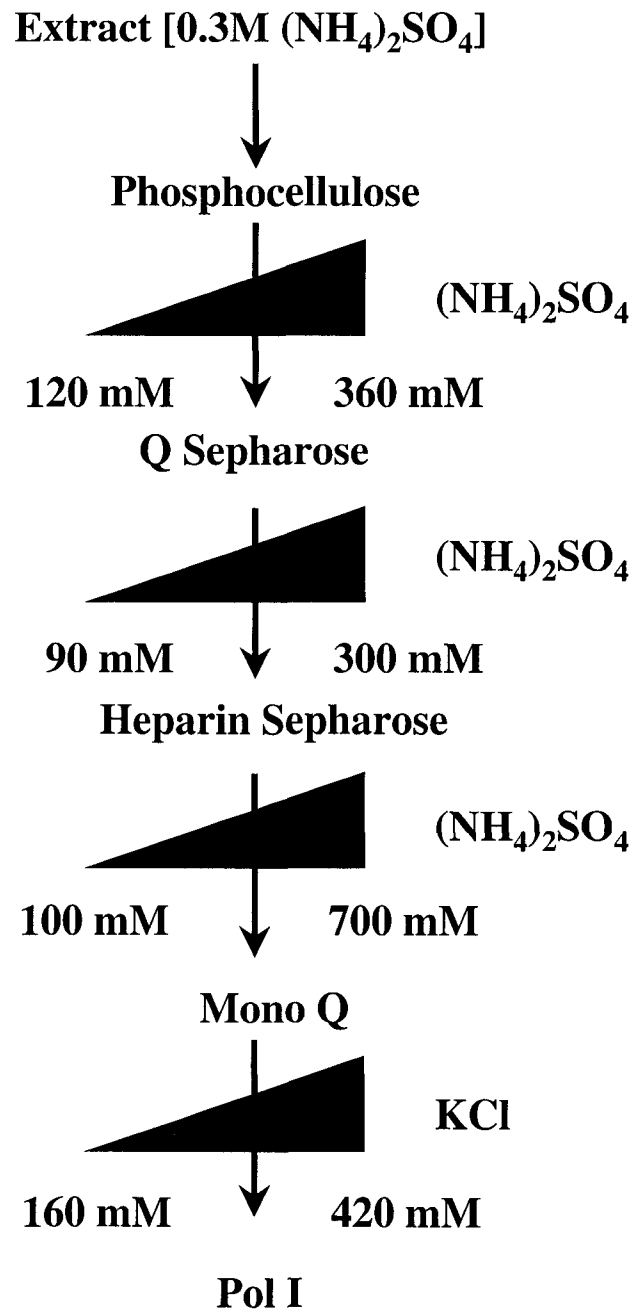 Extract [0.3M (NH₄)₂SO₄]
Phosphocellulose
(NH₄)₂SO₄
120 mM 360 mM
Q Sepharose
(NH₄)₂SO₄
90 mM 300 mM
Heparin Sepharose
(NH₄)₂SO₄
100 mM 700 mM
Mono Q
KCl
160 mM 420 mM
Pol I